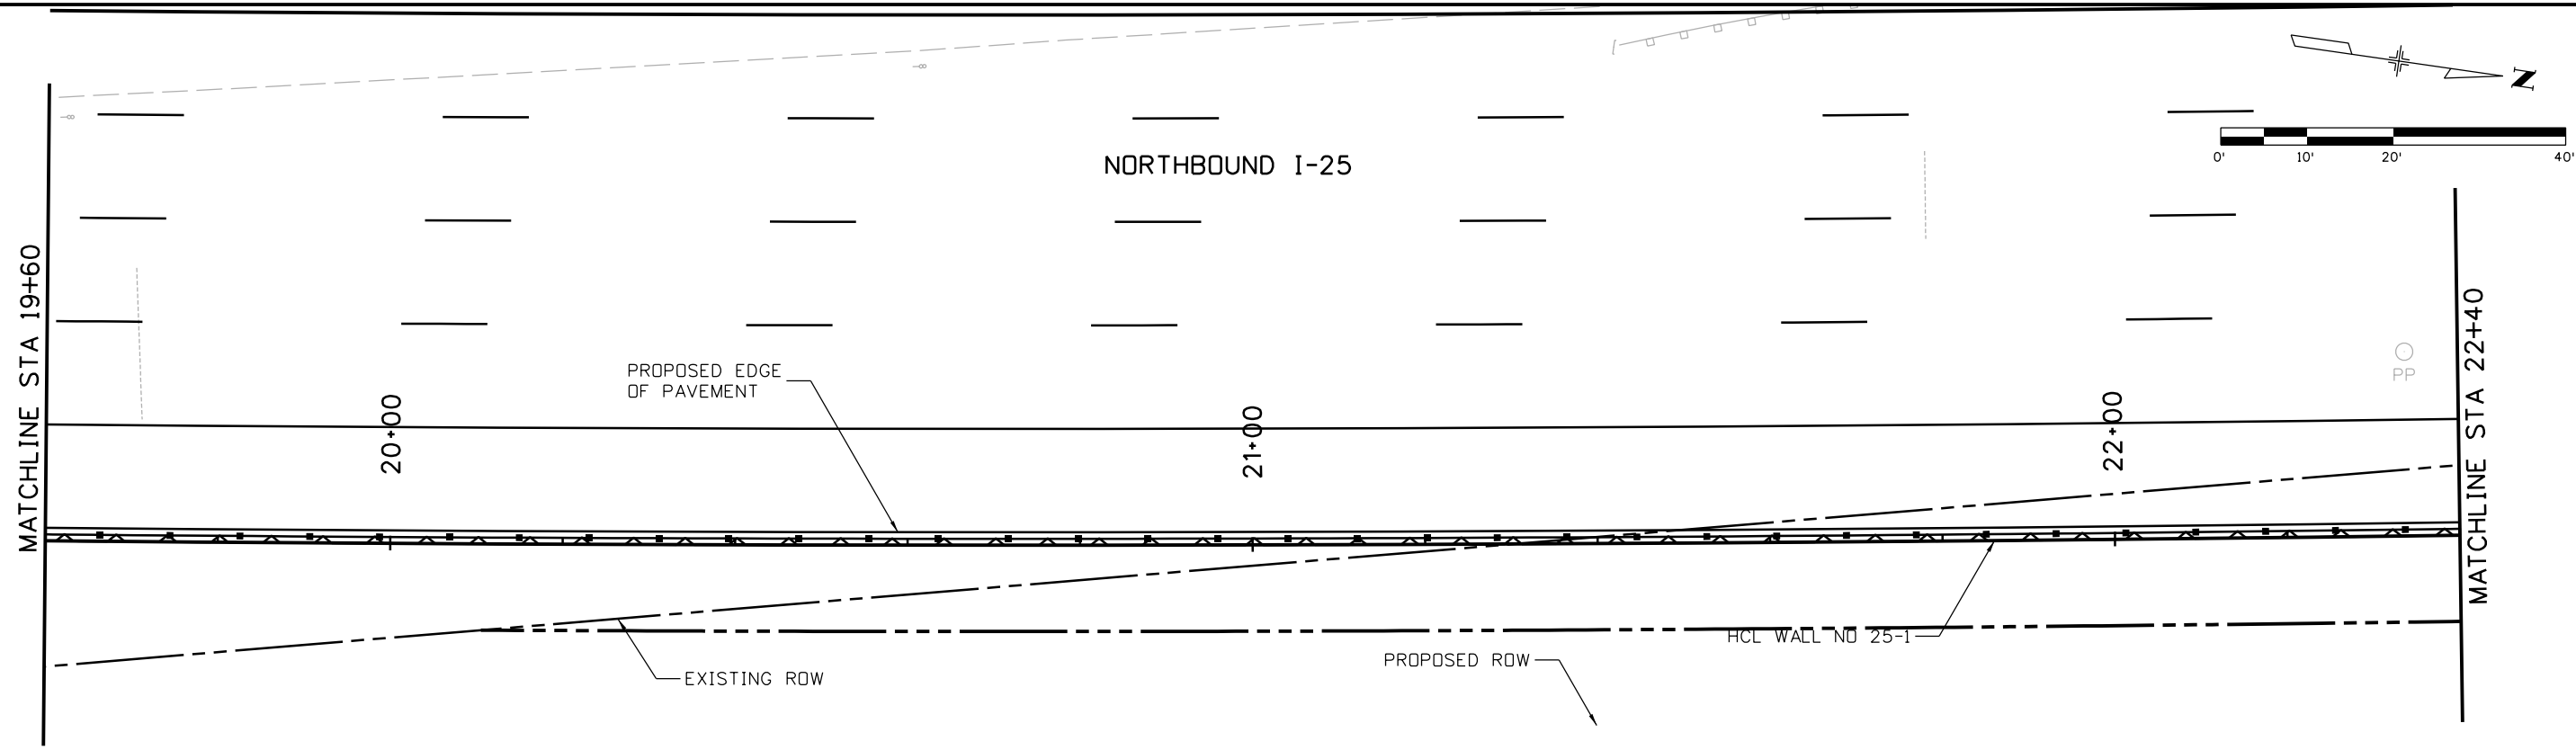 N
0' 10' 20' 40'
NORTHBOUND I-25
MATCHLINE STA 19+60
MATCHLINE STA 22+40
PP
PROPOSED EDGE
OF PAVEMENT
20+00
21+00
22+00
HCL WALL NO 25-1
PROPOSED ROW
EXISTING ROW